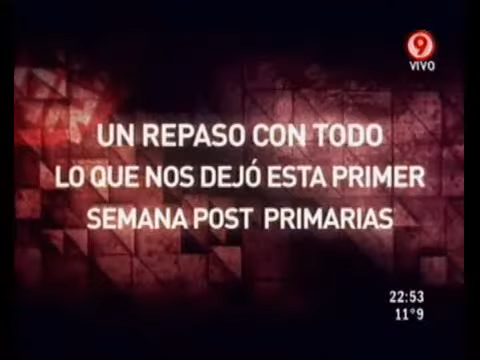 9
VIVO
UN REPASO CON TODO
LO QUE NOS DEJÓ ESTA PRIMER
SEMANA POST PRIMARIAS
22:53
11°9